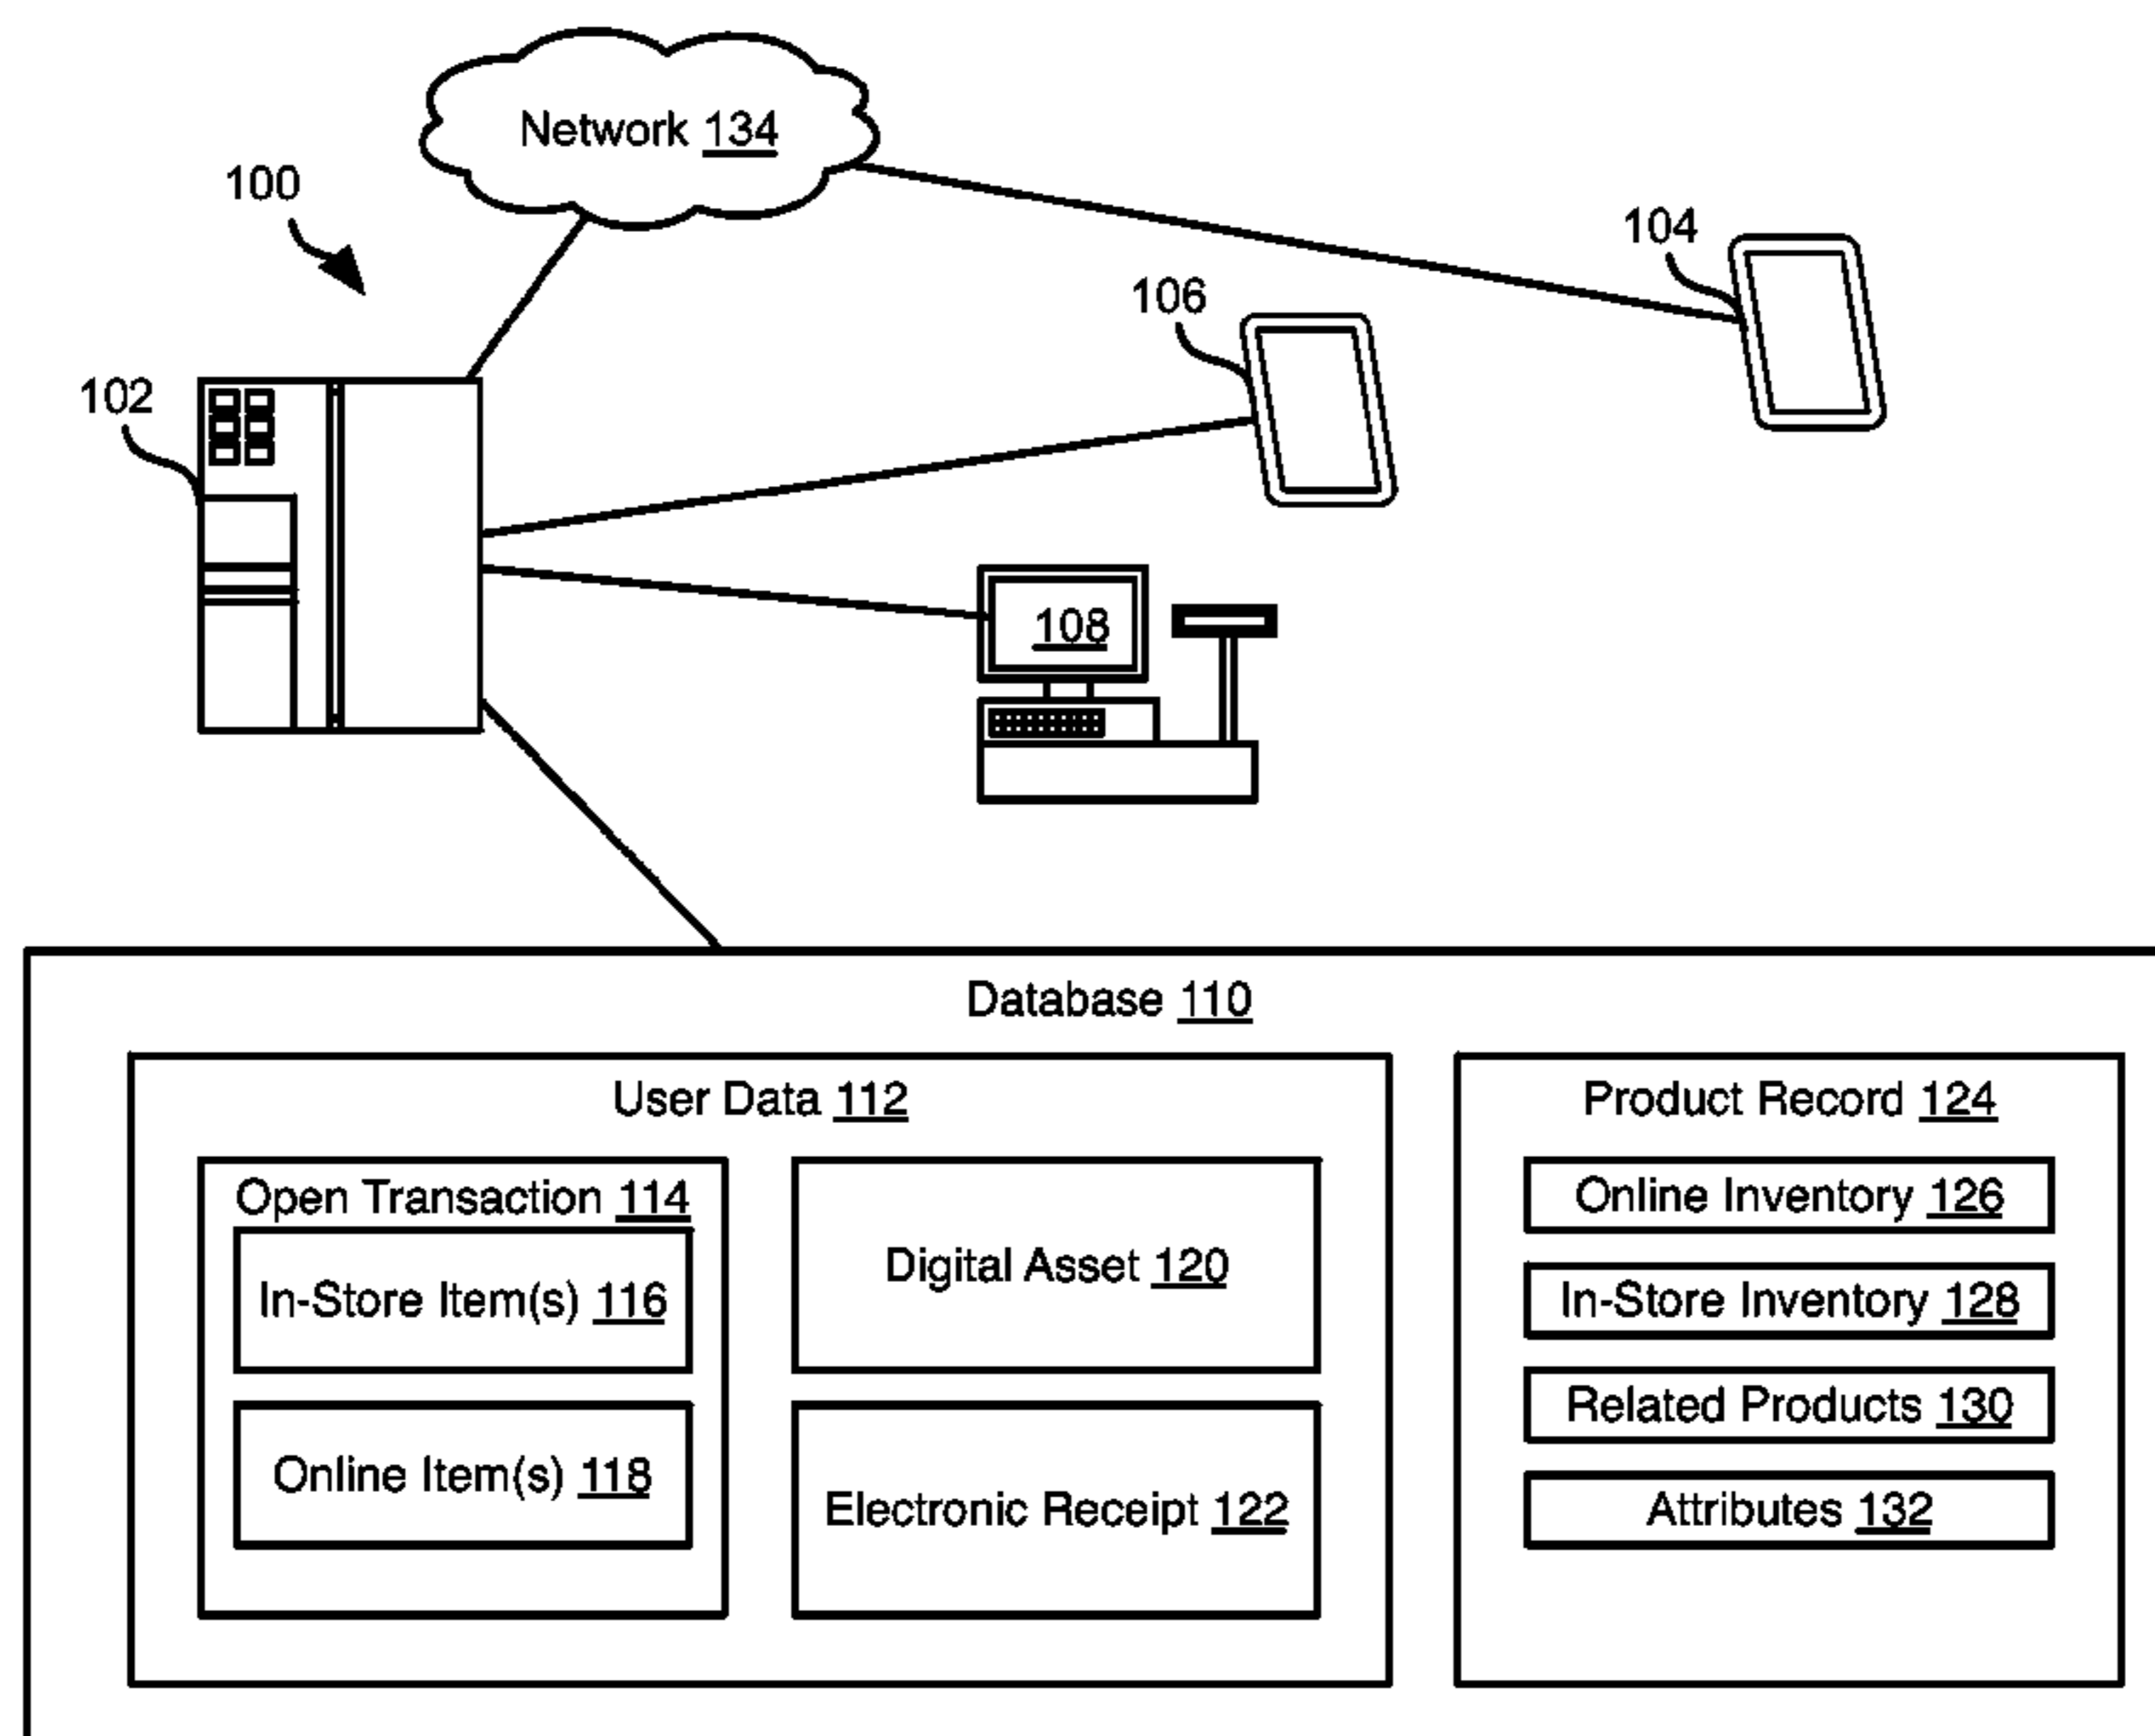 Network 134
100
104
106
102
108
Database 110
User Data 112
Product Record 124
Open Transaction 114
In-Store Item(s) 116
Online Item(s) 118
Digital Asset 120
Electronic Receipt 122
Online Inventory 126
In-Store Inventory 128
Related Products 130
Attributes 132